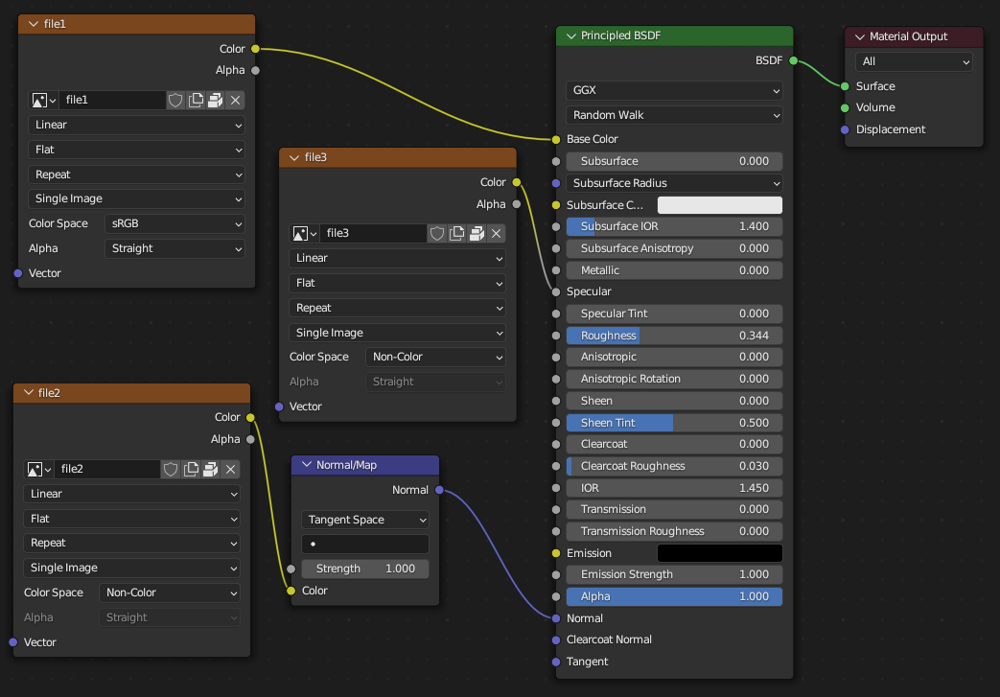 file1
Color
Alpha
file1
Linear
Flat
Repeat
Single Image
Color Space sRGB
Alpha Straight
Vector
file2
Color
Alpha
file2
Linear
Flat
Repeat
Single Image
Color Space Non-Color
Alpha Straight
Vector
file3
Color
Alpha
file3
Linear
Flat
Repeat
Single Image
Color Space Non-Color
Alpha Straight
Vector
Normal/Map
Normal
Tangent Space
Strength 1.000
Color
Principled BSDF
BSDF
GGX
Random Walk
Base Color
Subsurface 0.000
Subsurface Radius
Subsurface C...
Subsurface IOR 1.400
Subsurface Anisotropy 0.000
Metallic 0.000
Specular
Specular Tint 0.000
Roughness 0.344
Anisotropic 0.000
Anisotropic Rotation 0.000
Sheen 0.000
Sheen Tint 0.500
Clearcoat 0.000
Clearcoat Roughness 0.030
IOR 1.450
Transmission 0.000
Transmission Roughness 0.000
Emission
Emission Strength 1.000
Alpha 1.000
Normal
Clearcoat Normal
Tangent
Material Output
All
Surface
Volume
Displacement